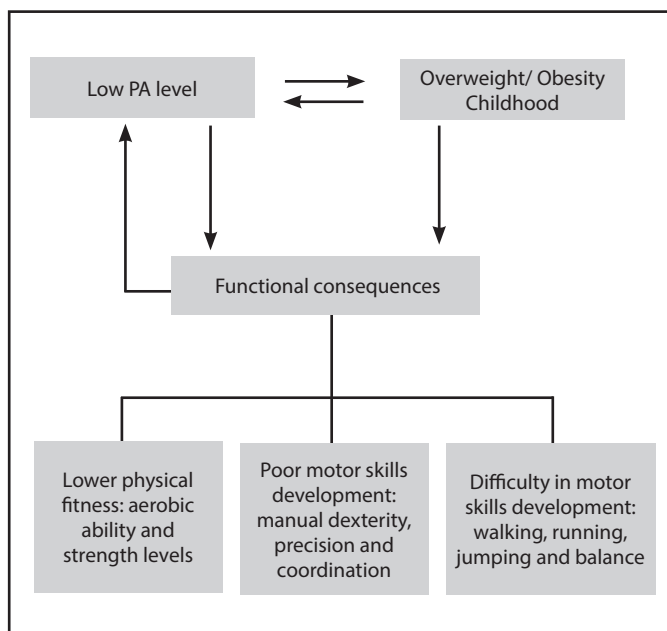 Low PA level
Overweight/ Obesity
Childhood
Functional consequences
Lower physical
fitness: aerobic
ability and
strength levels
Poor motor skills
development:
manual dexterity,
precision and
coordination
Difficulty in motor
skills development:
walking, running,
jumping and balance